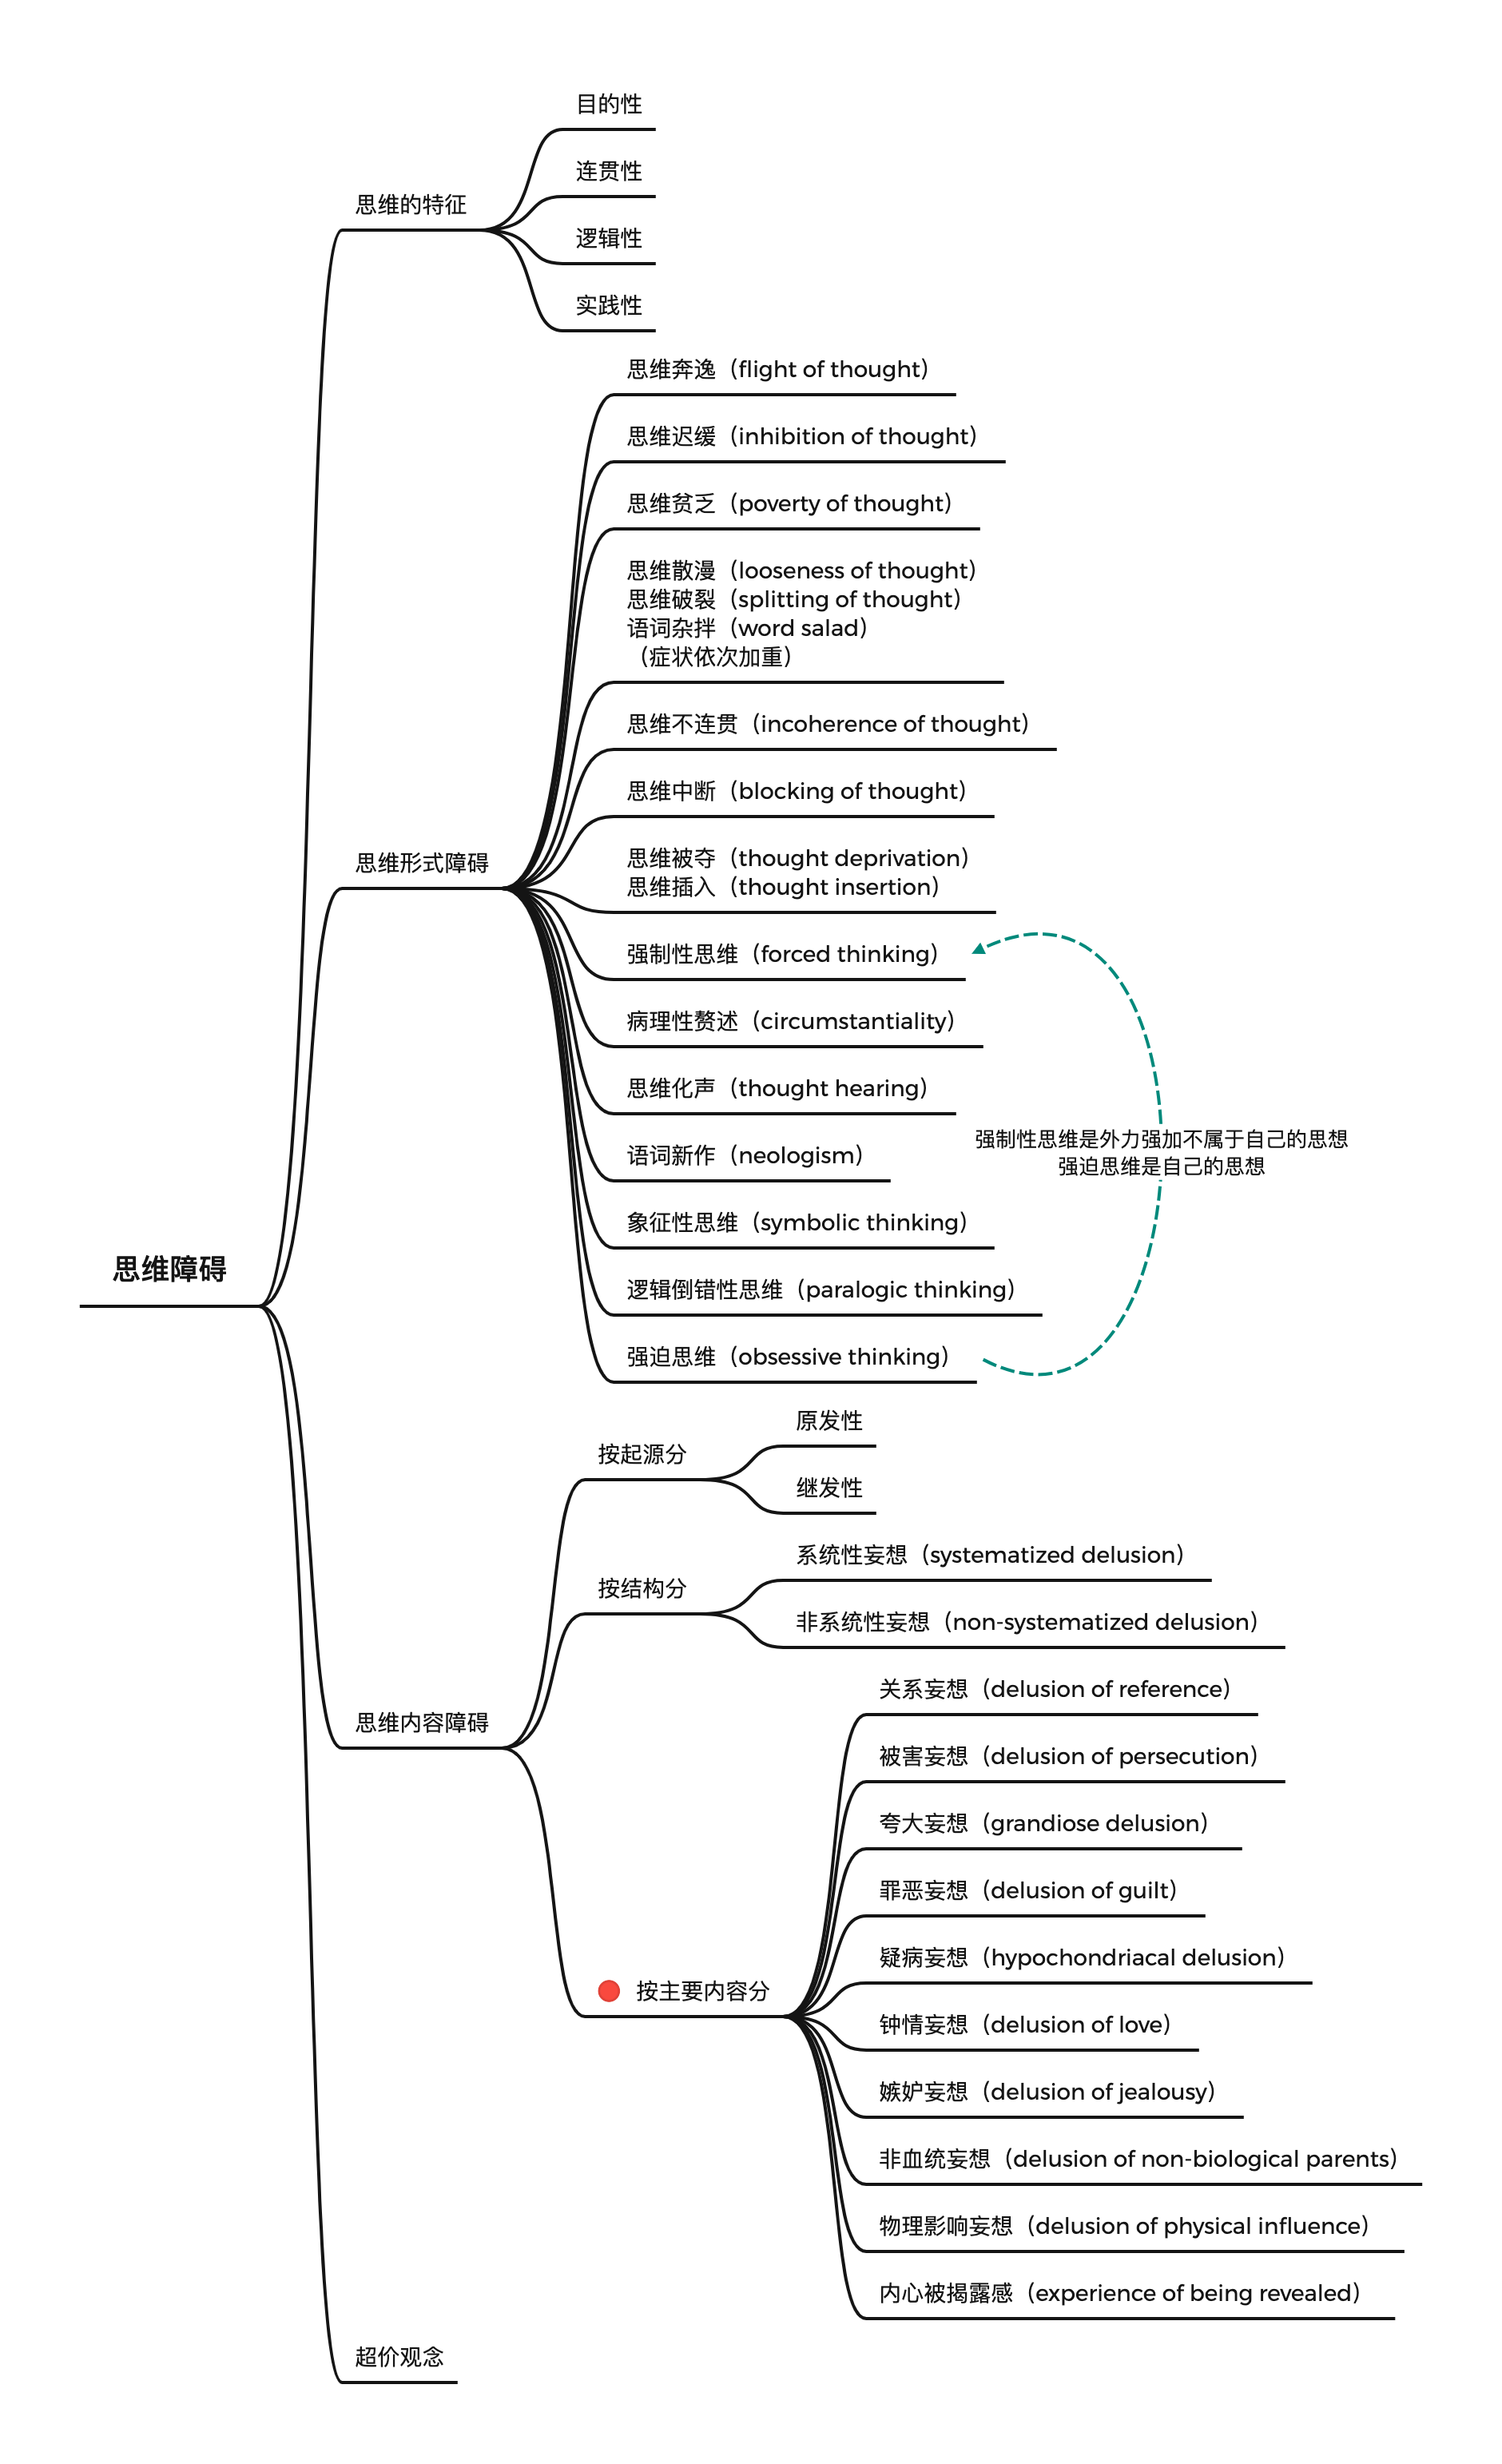 思维障碍
思维的特征
目的性
连贯性
逻辑性
实践性
思维形式障碍
思维奔逸（flight of thought）
思维迟缓（inhibition of thought）
思维贫乏（poverty of thought）
思维散漫（looseness of thought）
思维破裂（splitting of thought）
语词杂拌（word salad）
（症状依次加重）
思维不连贯（incoherence of thought）
思维中断（blocking of thought）
思维被夺（thought deprivation）
思维插入（thought insertion）
强制性思维（forced thinking）
病理性赘述（circumstantiality）
思维化声（thought hearing）
语词新作（neologism）
象征性思维（symbolic thinking）
逻辑倒错性思维（paralogic thinking）
强迫思维（obsessive thinking）
强制性思维是外力强加不属于自己的思想
强迫思维是自己的思想
思维内容障碍
按起源分
原发性
继发性
按结构分
系统性妄想（systematized delusion）
非系统性妄想（non-systematized delusion）
按主要内容分
关系妄想（delusion of reference）
被害妄想（delusion of persecution）
夸大妄想（grandiose delusion）
罪恶妄想（delusion of guilt）
疑病妄想（hypochondriacal delusion）
钟情妄想（delusion of love）
嫉妒妄想（delusion of jealousy）
非血统妄想（delusion of non-biological parents）
物理影响妄想（delusion of physical influence）
内心被揭露感（experience of being revealed）
超价观念